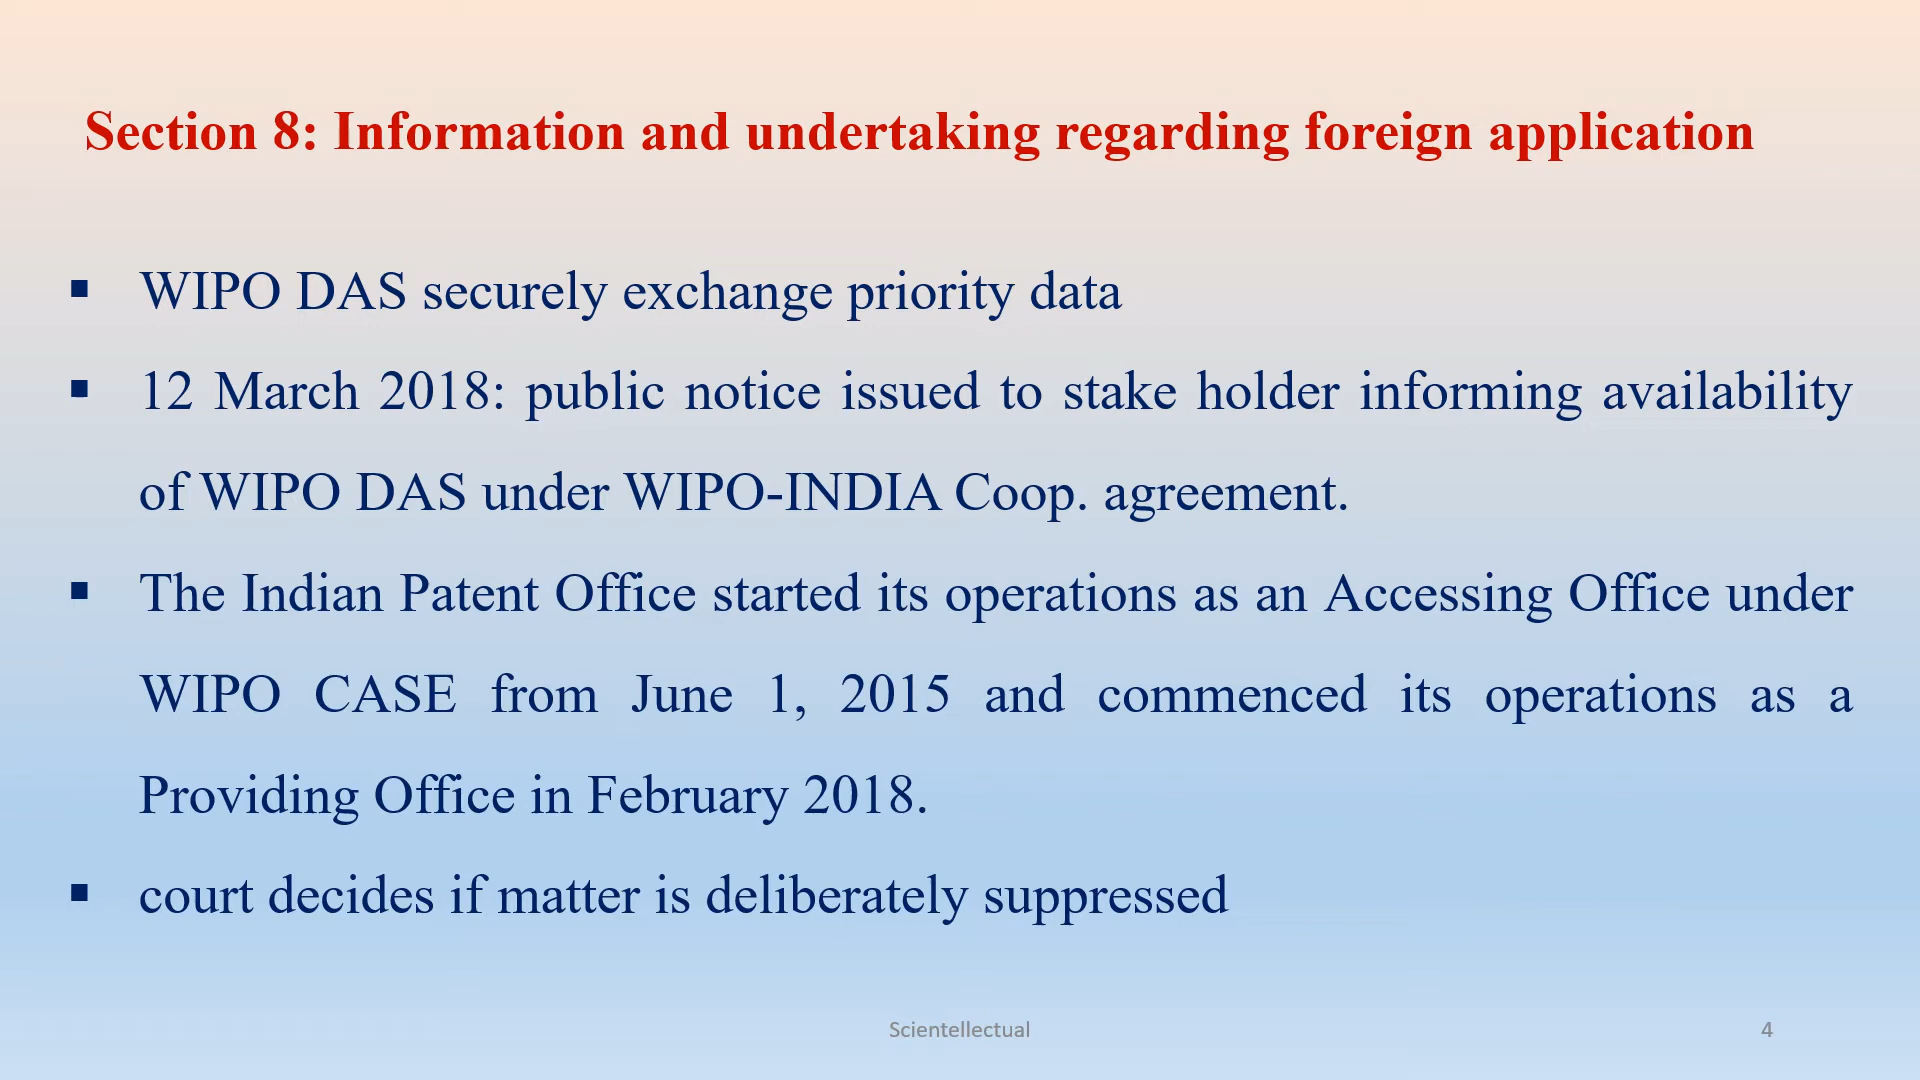 Section 8: Information and undertaking regarding foreign application
▪ WIPO DAS securely exchange priority data
▪ 12 March 2018: public notice issued to stake holder informing availability
of WIPO DAS under WIPO-INDIA Coop. agreement.
▪ The Indian Patent Office started its operations as an Accessing Office under
WIPO CASE from June 1, 2015 and commenced its operations as a
Providing Office in February 2018.
▪ court decides if matter is deliberately suppressed
Scientellectual
4